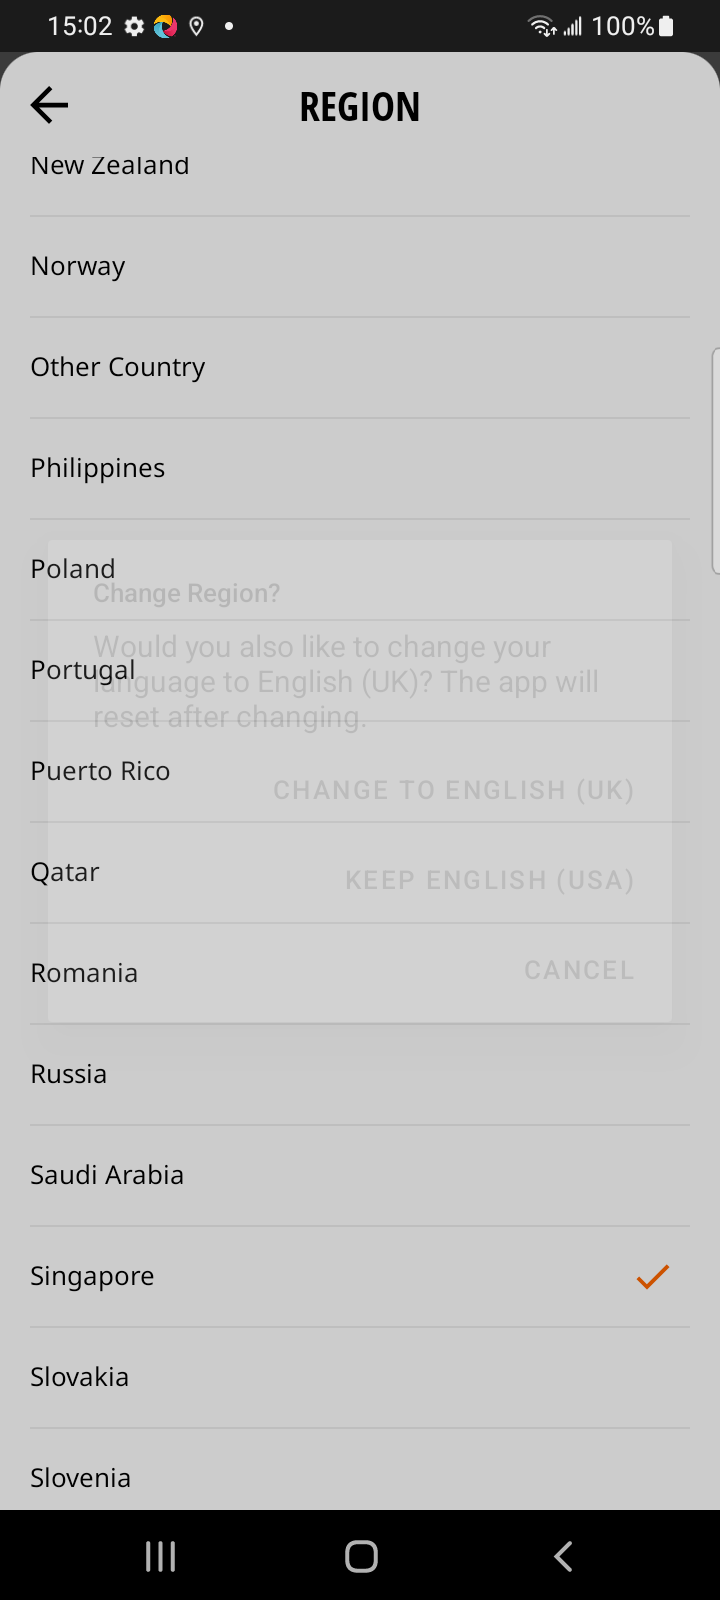 15:02
100%
REGION
New Zealand
Norway
Other Country
Philippines
Poland
Change Region?
Would you also like to change your
Portugal
language to English (UK)? The app will
reset after changing.
Puerto Rico
CHANGE TO ENGLISH (UK)
Qatar
KEEP ENGLISH (USA)
Romania
CANCEL
Russia
Saudi Arabia
Singapore
Slovakia
Slovenia